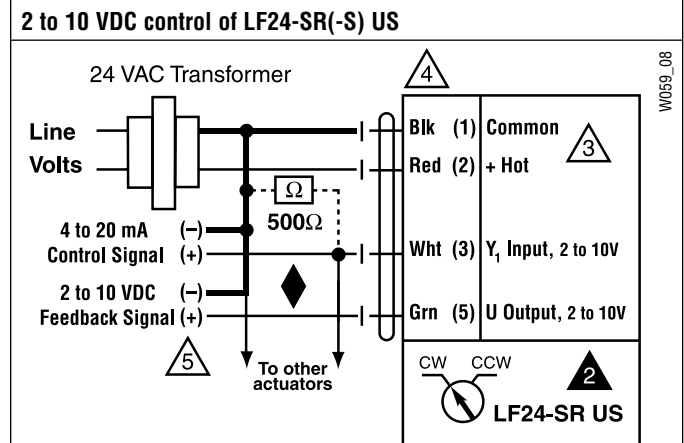 2 to 10 VDC control of LF24-SR(-S) US
W059_08
24 VAC Transformer
4
Line
Volts
Blk (1) Common
3
Red (2) + Hot
Ω
500Ω
4 to 20 mA (–)
Control Signal (+)
Wht (3) Y1 Input, 2 to 10V
2 to 10 VDC (–)
Feedback Signal (+)
Grn (5) U Output, 2 to 10V
5
To other
actuators
CW CCW
2
LF24-SR US